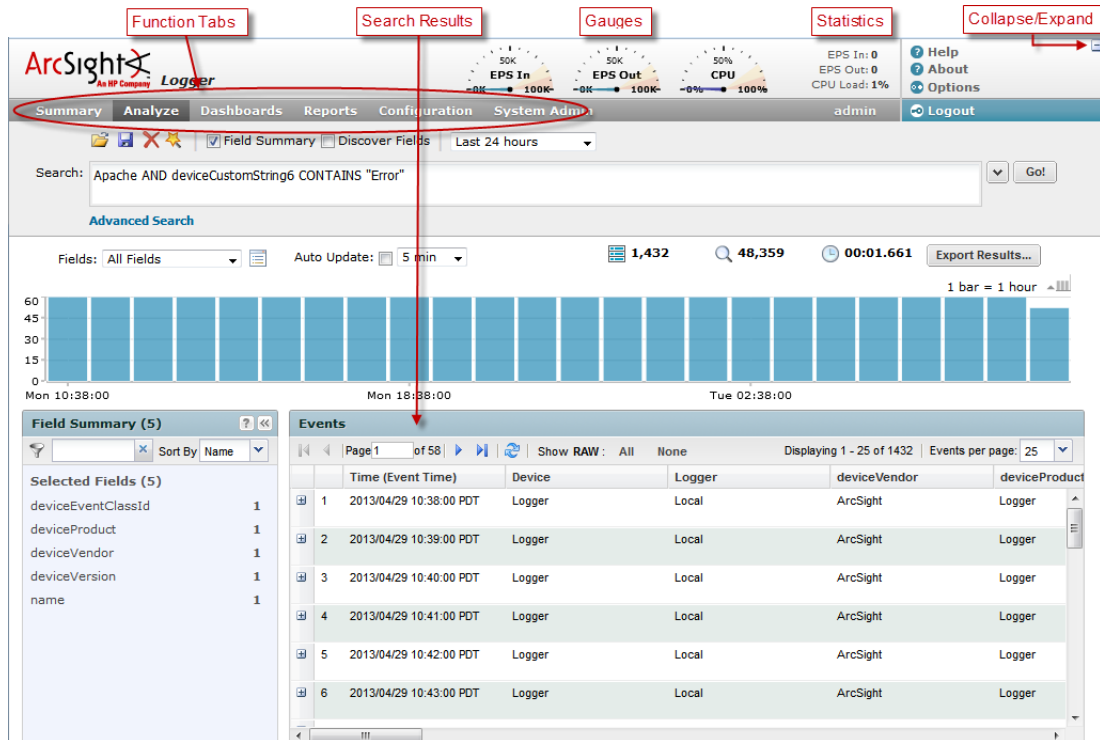 Function Tabs
Search Results
Gauges
Statistics
Collapse/Expand
ArcSight
An HP Company
Logger
50K
EPS In
-0K
100K-
50K
EPS Out
-0K
100K-
50%
CPU
-0%
100%
EPS In: 0
EPS Out: 0
CPU Load: 1%
Help
About
Options
Summary Analyze Dashboards Reports Configuration System Admin admin Logout
Field Summary Discover Fields Last 24 hours
Search: Apache AND deviceCustomString6 CONTAINS "Error" Go!
Advanced Search
Fields: All Fields Auto Update: 5 min 1,432 48,359 00:01.661 Export Results...
1 bar = 1 hour
60
45
30
15
0
Mon 10:38:00 Mon 18:38:00 Tue 02:38:00
Field Summary (5) ?
Sort By Name
Selected Fields (5)
deviceEventClassId 1
deviceProduct 1
deviceVendor 1
deviceVersion 1
name 1
Events
Page 1 of 58 Show RAW : All None Displaying 1 - 25 of 1432 Events per page: 25
Time (Event Time) Device Logger deviceVendor deviceProduct
1 2013/04/29 10:38:00 PDT Logger Local ArcSight Logger
2 2013/04/29 10:39:00 PDT Logger Local ArcSight Logger
3 2013/04/29 10:40:00 PDT Logger Local ArcSight Logger
4 2013/04/29 10:41:00 PDT Logger Local ArcSight Logger
5 2013/04/29 10:42:00 PDT Logger Local ArcSight Logger
6 2013/04/29 10:43:00 PDT Logger Local ArcSight Logger